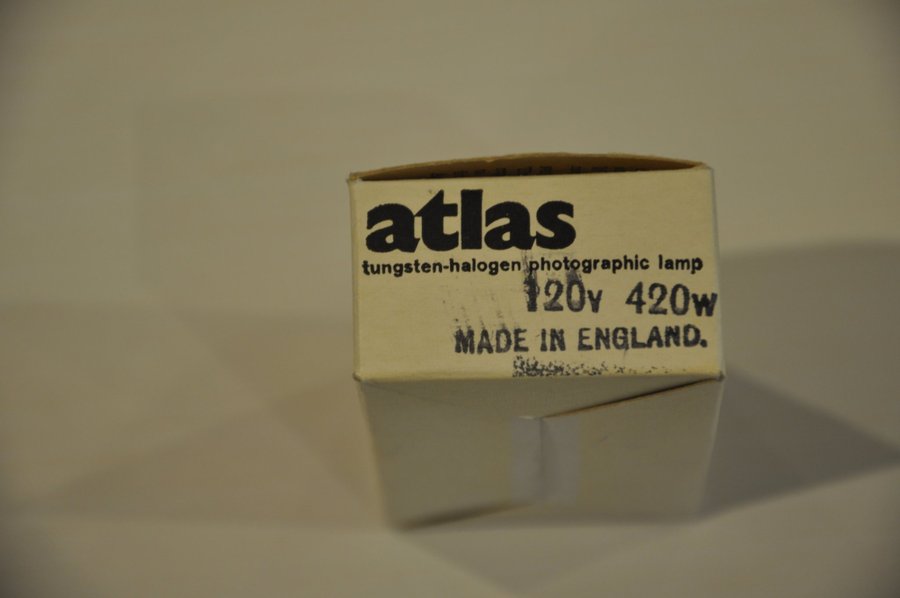 atlas
tungsten-halogen photographic lamp
120v 420w
MADE IN ENGLAND.